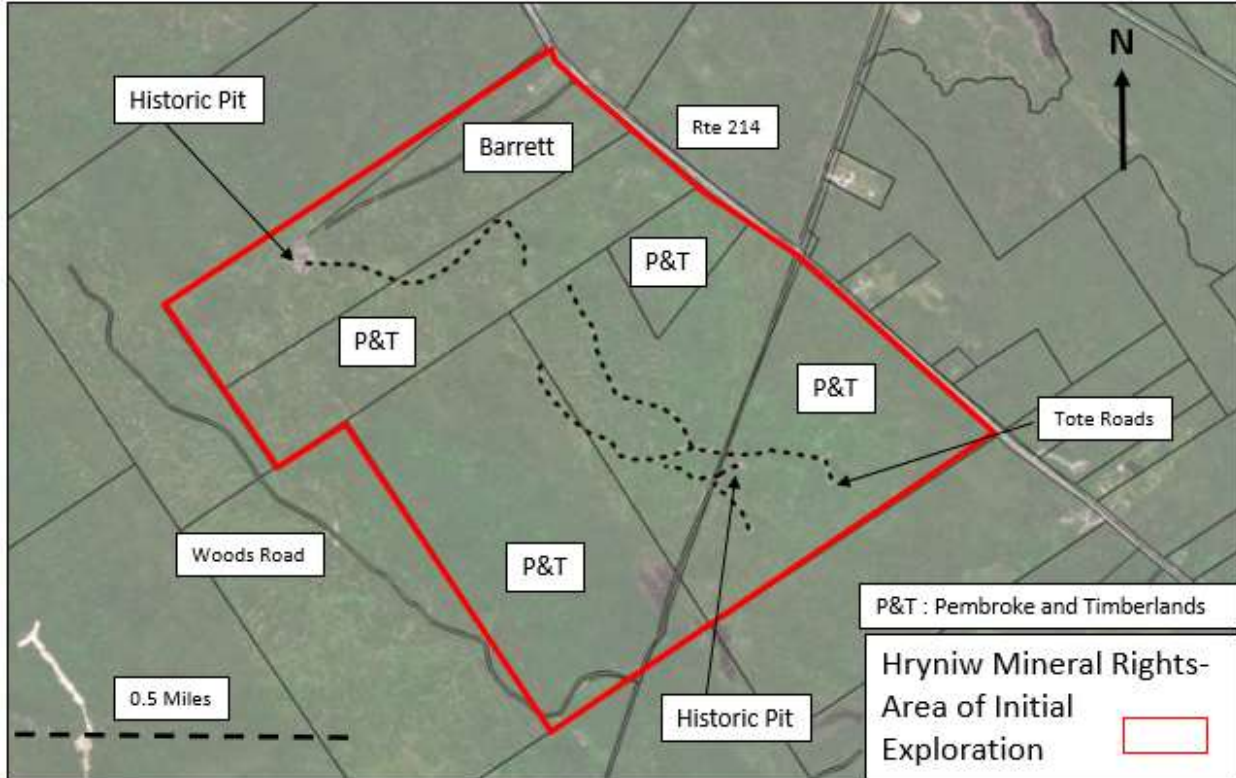 N
Historic Pit
Rte 214
Barrett
P&T
P&T
P&T
Tote Roads
Woods Road
P&T
P&T : Pembroke and Timberlands
0.5 Miles
Historic Pit
Hryniw Mineral Rights-
Area of Initial
Exploration